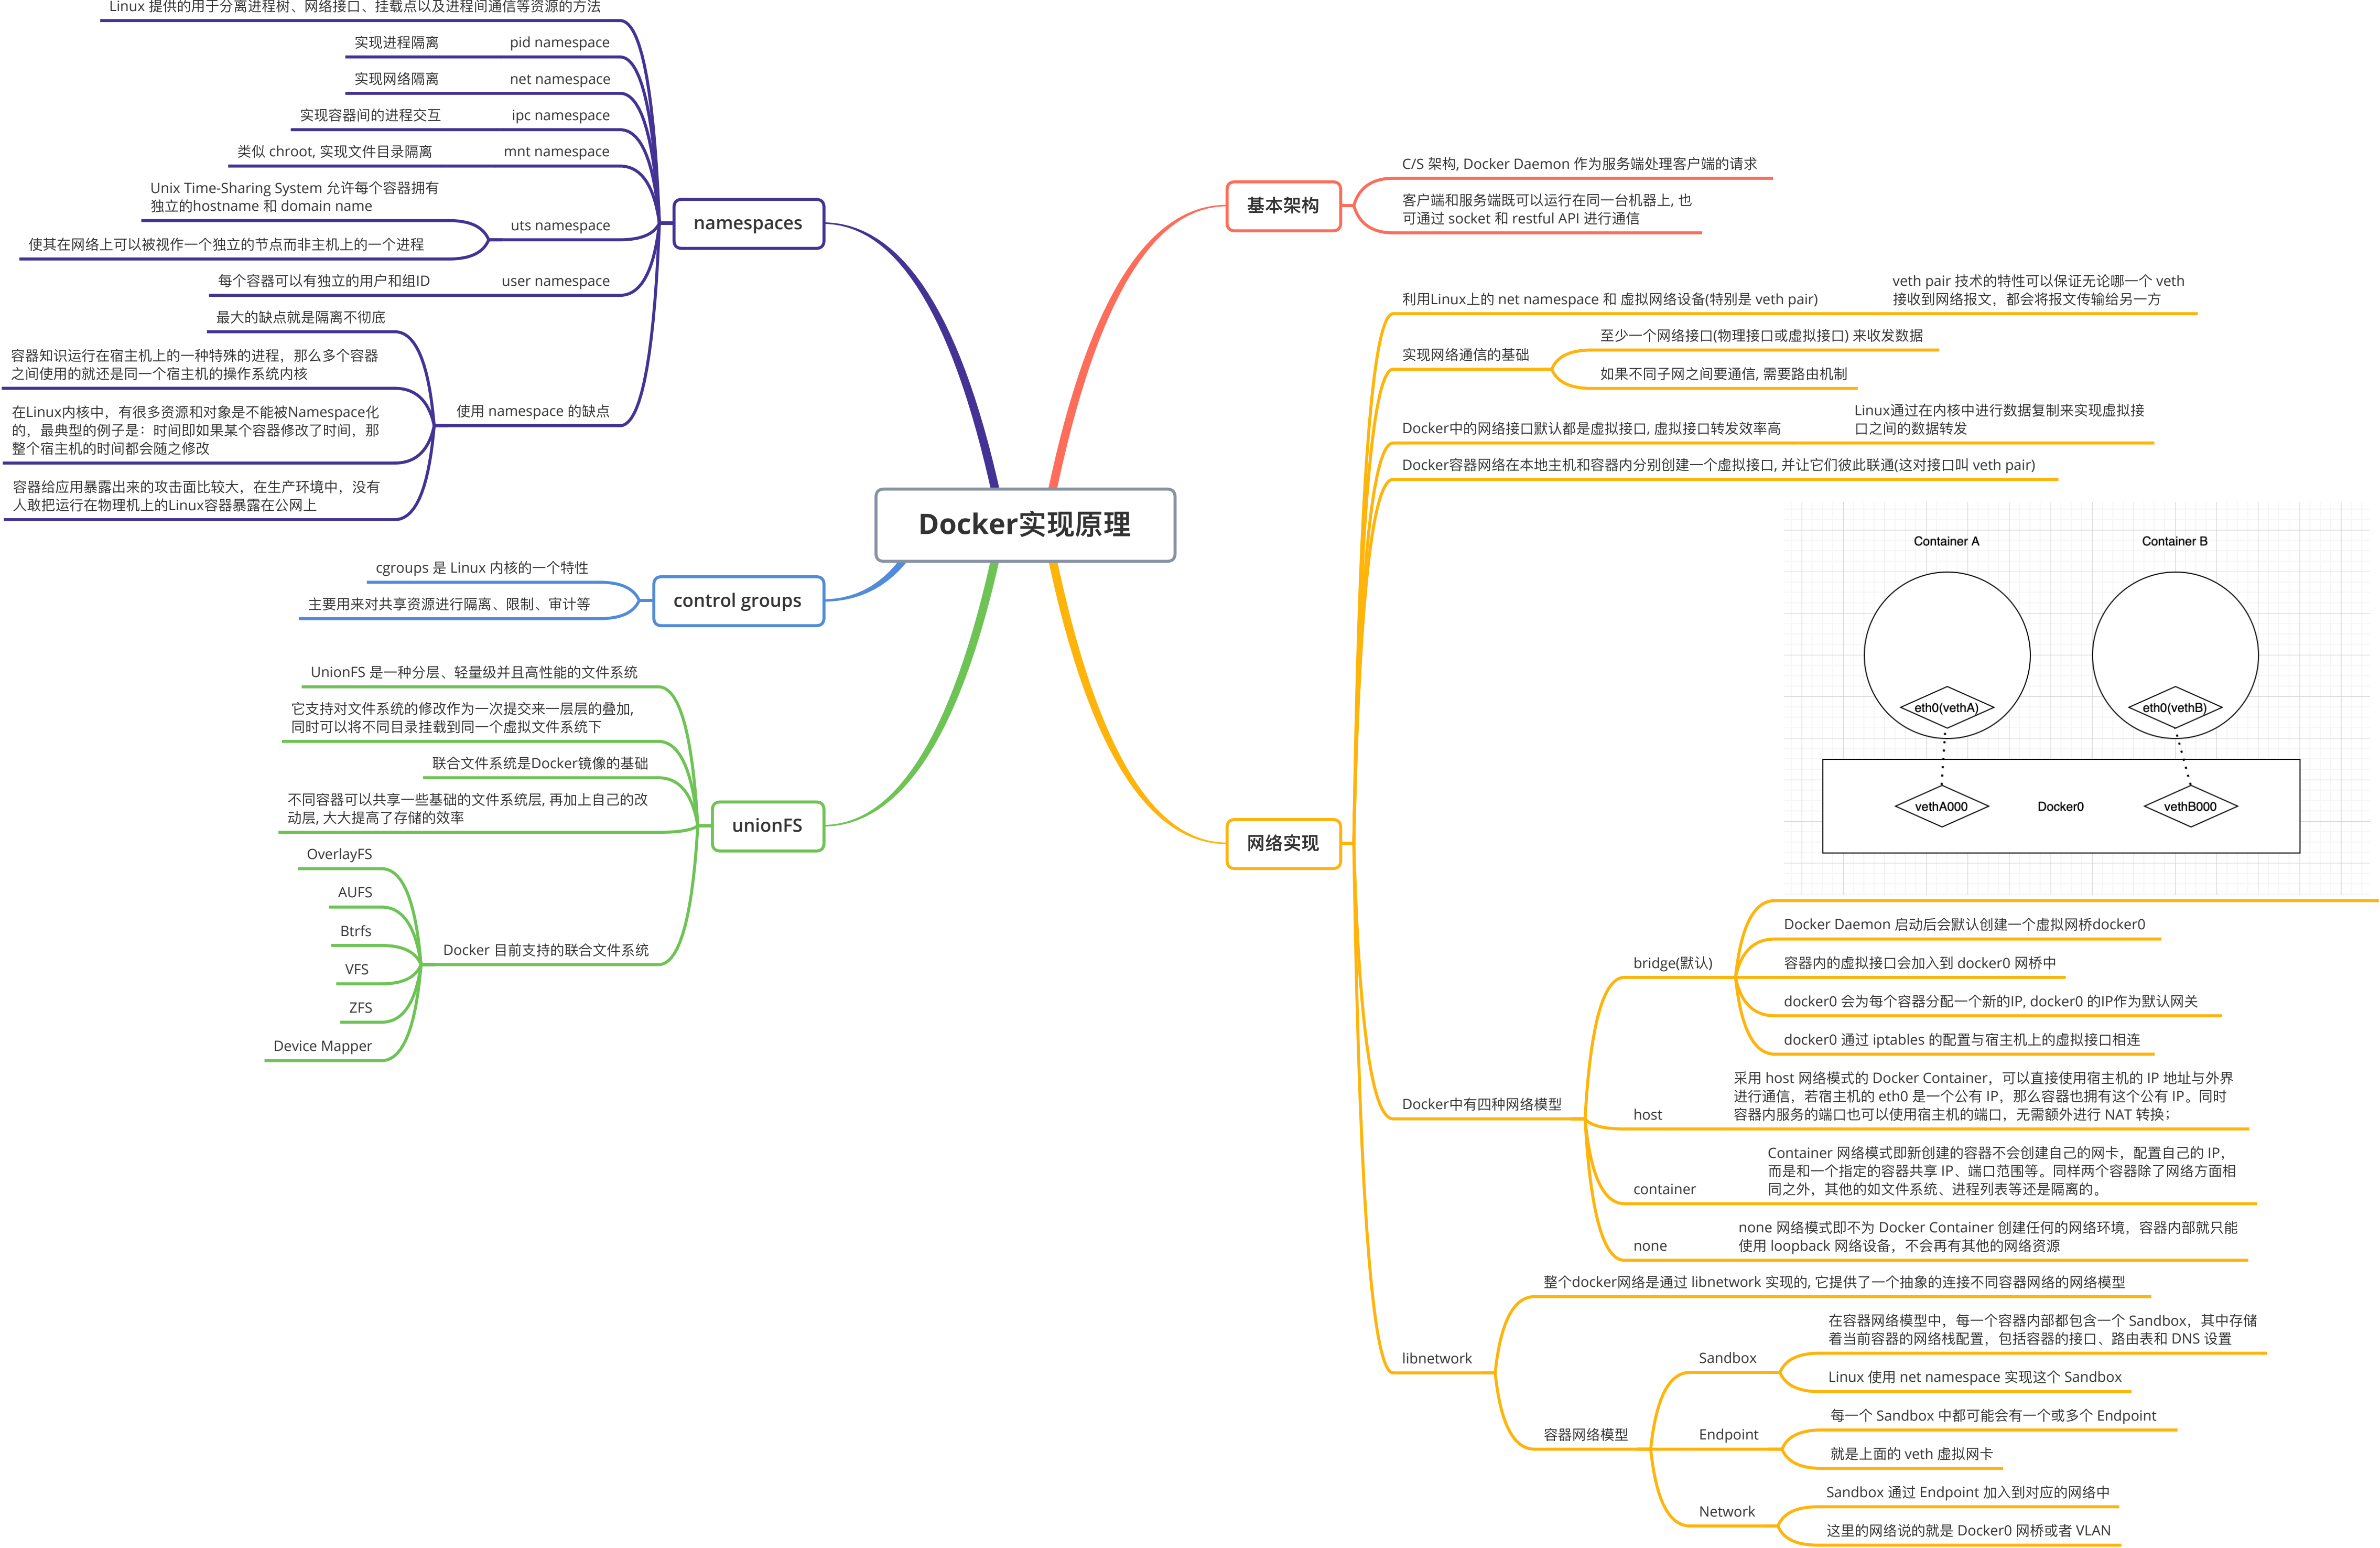 Docker实现原理
namespaces
Linux 提供的用于分离进程树、网络接口、挂载点以及进程间通信等资源的方法
pid namespace
实现进程隔离
net namespace
实现网络隔离
ipc namespace
实现容器间的进程交互
mnt namespace
类似 chroot, 实现文件目录隔离
uts namespace
Unix Time-Sharing System 允许每个容器拥有
独立的hostname 和 domain name
使其在网络上可以被视作一个独立的节点而非主机上的一个进程
user namespace
每个容器可以有独立的用户和组ID
使用 namespace 的缺点
最大的缺点就是隔离不彻底
容器知识运行在宿主机上的一种特殊的进程，那么多个容器
之间使用的就还是同一个宿主机的操作系统内核
在Linux内核中，有很多资源和对象是不能被Namespace化
的，最典型的例子是：时间即如果某个容器修改了时间，那
整个宿主机的时间都会随之修改
容器给应用暴露出来的攻击面比较大，在生产环境中，没有
人敢把运行在物理机上的Linux容器暴露在公网上
control groups
cgroups 是 Linux 内核的一个特性
主要用来对共享资源进行隔离、限制、审计等
unionFS
UnionFS 是一种分层、轻量级并且高性能的文件系统
它支持对文件系统的修改作为一次提交来一层层的叠加,
同时可以将不同目录挂载到同一个虚拟文件系统下
联合文件系统是Docker镜像的基础
不同容器可以共享一些基础的文件系统层, 再加上自己的改
动层, 大大提高了存储的效率
Docker 目前支持的联合文件系统
OverlayFS
AUFS
Btrfs
VFS
ZFS
Device Mapper
基本架构
C/S 架构, Docker Daemon 作为服务端处理客户端的请求
客户端和服务端既可以运行在同一台机器上, 也
可通过 socket 和 restful API 进行通信
网络实现
利用Linux上的 net namespace 和 虚拟网络设备(特别是 veth pair)
veth pair 技术的特性可以保证无论哪一个 veth
接收到网络报文，都会将报文传输给另一方
实现网络通信的基础
至少一个网络接口(物理接口或虚拟接口) 来收发数据
如果不同子网之间要通信, 需要路由机制
Docker中的网络接口默认都是虚拟接口, 虚拟接口转发效率高
Linux通过在内核中进行数据复制来实现虚拟接
口之间的数据转发
Docker容器网络在本地主机和容器内分别创建一个虚拟接口, 并让它们彼此联通(这对接口叫 veth pair)
Docker中有四种网络模型
bridge(默认)
Container A
Container B
eth0(vethA)
eth0(vethB)
vethA000
Docker0
vethB000
Docker Daemon 启动后会默认创建一个虚拟网桥docker0
容器内的虚拟接口会加入到 docker0 网桥中
docker0 会为每个容器分配一个新的IP, docker0 的IP作为默认网关
docker0 通过 iptables 的配置与宿主机上的虚拟接口相连
host
采用 host 网络模式的 Docker Container，可以直接使用宿主机的 IP 地址与外界
进行通信，若宿主机的 eth0 是一个公有 IP，那么容器也拥有这个公有 IP。同时
容器内服务的端口也可以使用宿主机的端口，无需额外进行 NAT 转换；
container
Container 网络模式即新创建的容器不会创建自己的网卡，配置自己的 IP，
而是和一个指定的容器共享 IP、端口范围等。同样两个容器除了网络方面相
同之外，其他的如文件系统、进程列表等还是隔离的。
none
none 网络模式即不为 Docker Container 创建任何的网络环境，容器内部就只能
使用 loopback 网络设备，不会再有其他的网络资源
libnetwork
整个docker网络是通过 libnetwork 实现的, 它提供了一个抽象的连接不同容器网络的网络模型
容器网络模型
Sandbox
在容器网络模型中，每一个容器内部都包含一个 Sandbox，其中存储
着当前容器的网络栈配置，包括容器的接口、路由表和 DNS 设置
Linux 使用 net namespace 实现这个 Sandbox
Endpoint
每一个 Sandbox 中都可能会有一个或多个 Endpoint
就是上面的 veth 虚拟网卡
Network
Sandbox 通过 Endpoint 加入到对应的网络中
这里的网络说的就是 Docker0 网桥或者 VLAN